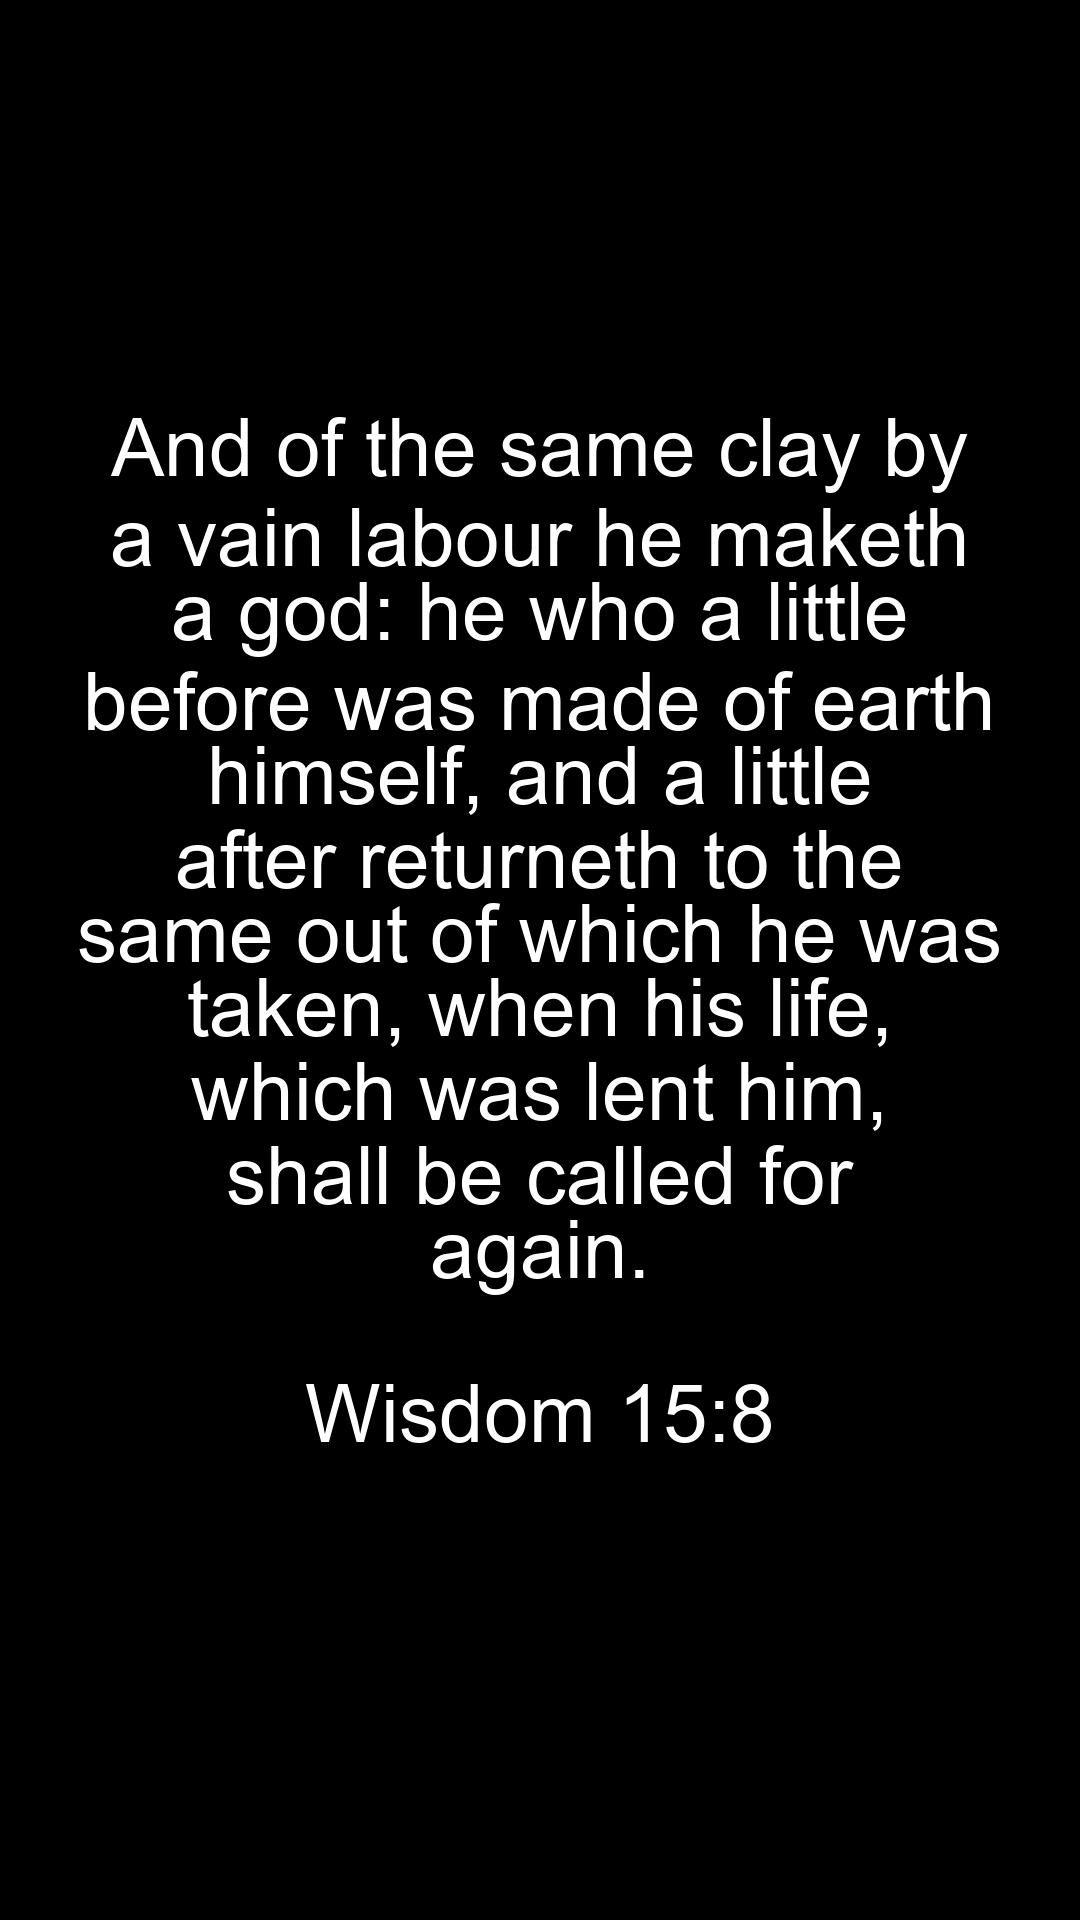 And of the same clay by
a vain labour he maketh
a god: he who a little
before was made of earth
himself, and a little
after returneth to the
same out of which he was
taken, when his life,
which was lent him,
shall be called for
again.
Wisdom 15:8